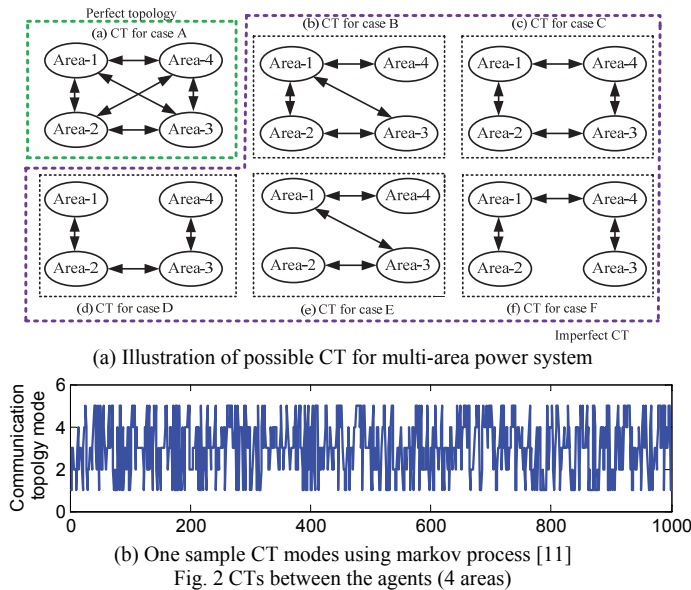 Perfect topology
(a) CT for case A
Area-1
Area-4
Area-2
Area-3
(b) CT for case B
Area-1
Area-4
Area-2
Area-3
(c) CT for case C
Area-1
Area-4
Area-2
Area-3
Area-1
Area-4
Area-2
Area-3
(d) CT for case D
Area-1
Area-4
Area-2
Area-3
(e) CT for case E
Area-1
Area-4
Area-2
Area-3
(f) CT for case F
Imperfect CT
(a) Illustration of possible CT for multi-area power system
Communication
topolgy mode
6
4
2
0
0
200
400
600
800
1000
(b) One sample CT modes using markov process [11]
Fig. 2 CTs between the agents (4 areas)